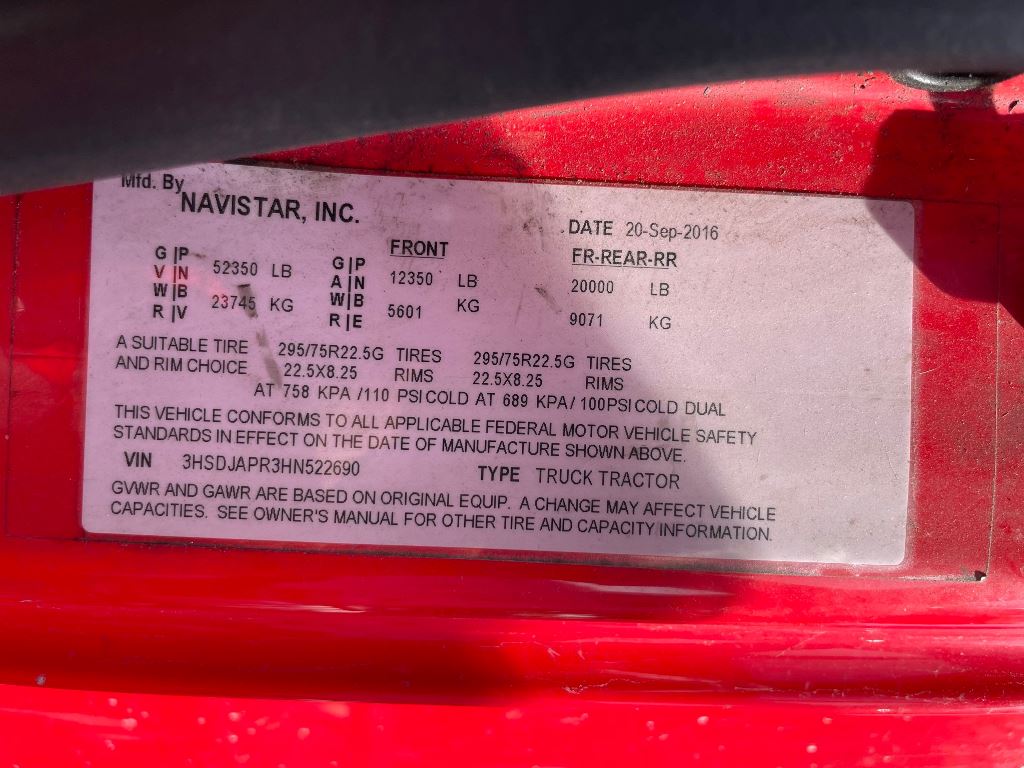 Mfd. By
NAVISTAR, INC.
DATE 20-Sep-2016
FRONT FR-REAR-RR
G|P 52350 LB G|P 12350 LB 20000 LB
V|N A|N
W|B 23745 KG W|B 5601 KG 9071 KG
R|V R|E
A SUITABLE TIRE 295/75R22.5G TIRES 295/75R22.5G TIRES
AND RIM CHOICE 22.5X8.25 RIMS 22.5X8.25 RIMS
AT 758 KPA /110 PSI COLD AT 689 KPA/ 100PSI COLD DUAL
THIS VEHICLE CONFORMS TO ALL APPLICABLE FEDERAL MOTOR VEHICLE SAFETY
STANDARDS IN EFFECT ON THE DATE OF MANUFACTURE SHOWN ABOVE.
VIN 3HSDJAPR3HN522690 TYPE TRUCK TRACTOR
GVWR AND GAWR ARE BASED ON ORIGINAL EQUIP. A CHANGE MAY AFFECT VEHICLE
CAPACITIES. SEE OWNER'S MANUAL FOR OTHER TIRE AND CAPACITY INFORMATION.